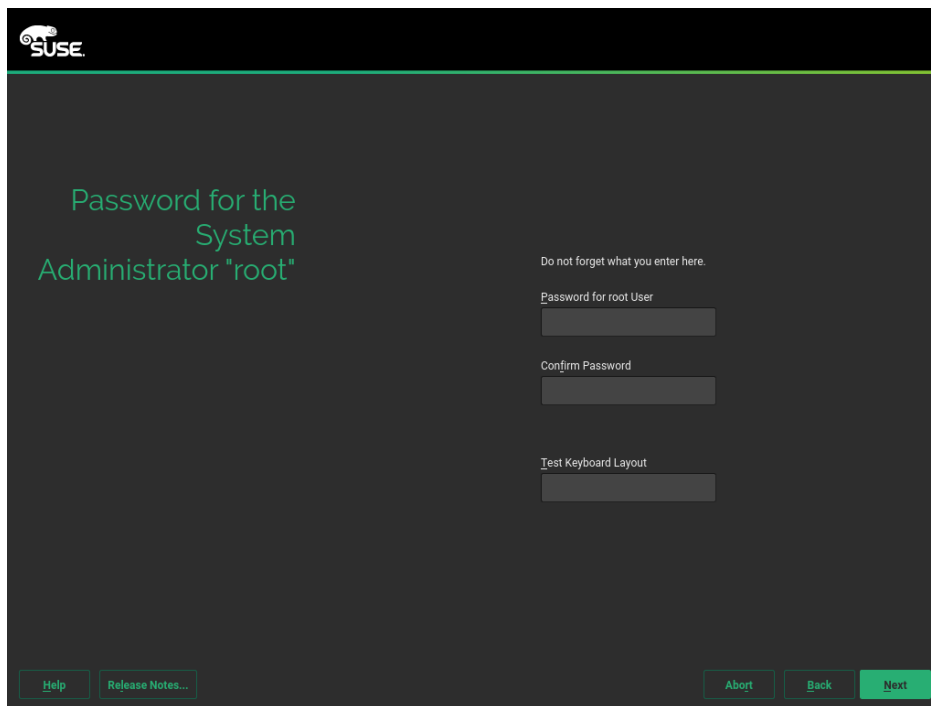 SUSE.
Password for the
System
Administrator "root"
Do not forget what you enter here.
Password for root User
Confirm Password
Test Keyboard Layout
Help
Release Notes...
Abort
Back
Next